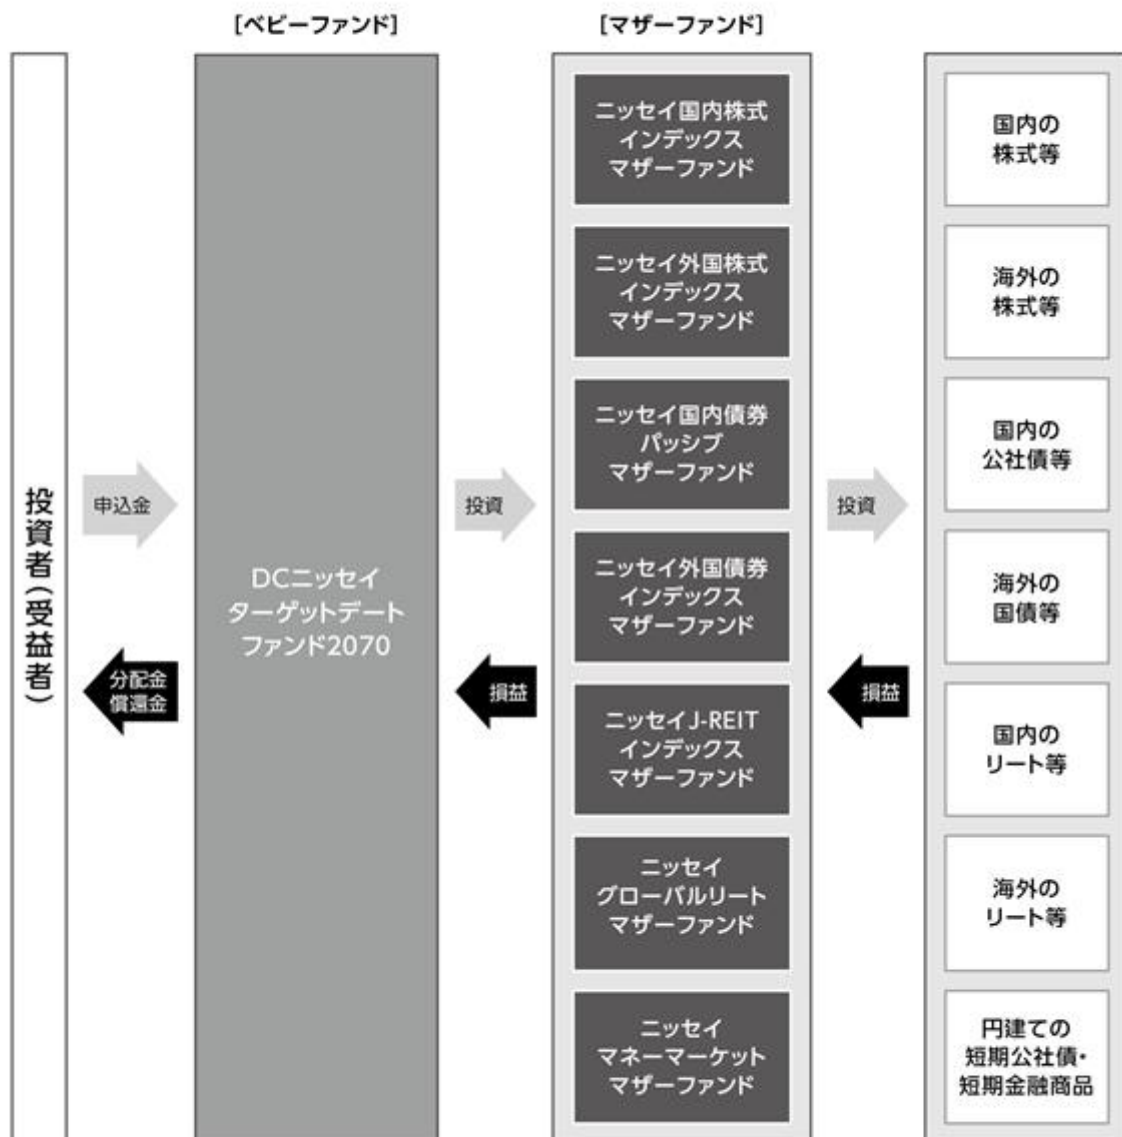 [ベビーファンド]
[マザーファンド]
投資者(受益者)
申込金
分配金
償還金
DCニッセイ
ターゲットデート
ファンド2070
投資
損益
ニッセイ国内株式
インデックス
マザーファンド
ニッセイ外国株式
インデックス
マザーファンド
ニッセイ国内債券
パッシブ
マザーファンド
ニッセイ外国債券
インデックス
マザーファンド
ニッセイJ-REIT
インデックス
マザーファンド
ニッセイ
グローバルリート
マザーファンド
ニッセイ
マネーマーケット
マザーファンド
投資
損益
国内の
株式等
海外の
株式等
国内の
公社債等
海外の
国債等
国内の
リート等
海外の
リート等
円建ての
短期公社債・
短期金融商品